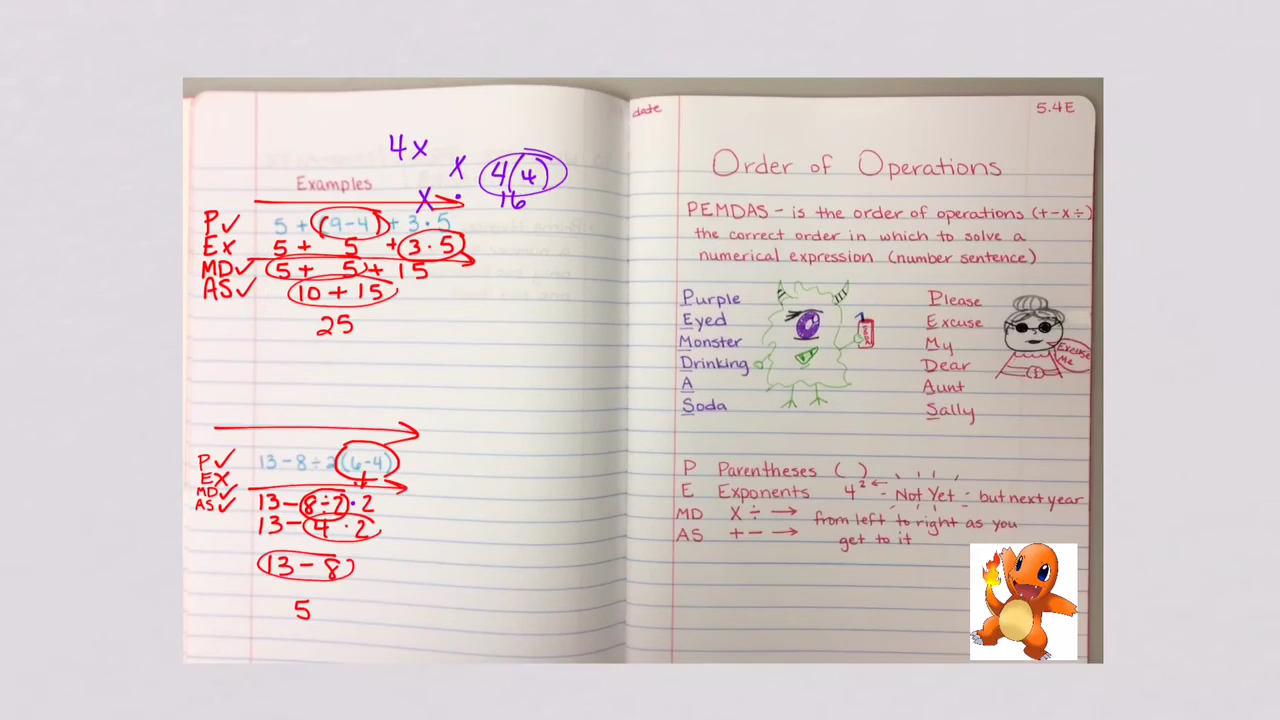 4x
x
4(4)
Examples
x ·
16
P✓ 5 + (9-4) + 3·5
Ex 5 + 5 + 3·5
MD✓ 5 + 5 + 15
AS✓ 10 + 15
25
P✓ 13-8÷2(6-4)
EX
MD✓ 13-8÷2·2
AS✓ 13-4·2
13-8
5
date
5.4E
Order of Operations
PEMDAS - is the order of operations (+-x÷)
the correct order in which to solve a
numerical expression (number sentence)
Purple
Eyed
Monster
Drinking
A
Soda
Please
Excuse
My
Dear
Aunt
Sally
Excuse
Me
P Parentheses ( )
E Exponents 4² ← - Not Yet - but next year
MD X ÷ → from left to right as you
AS + - → get to it